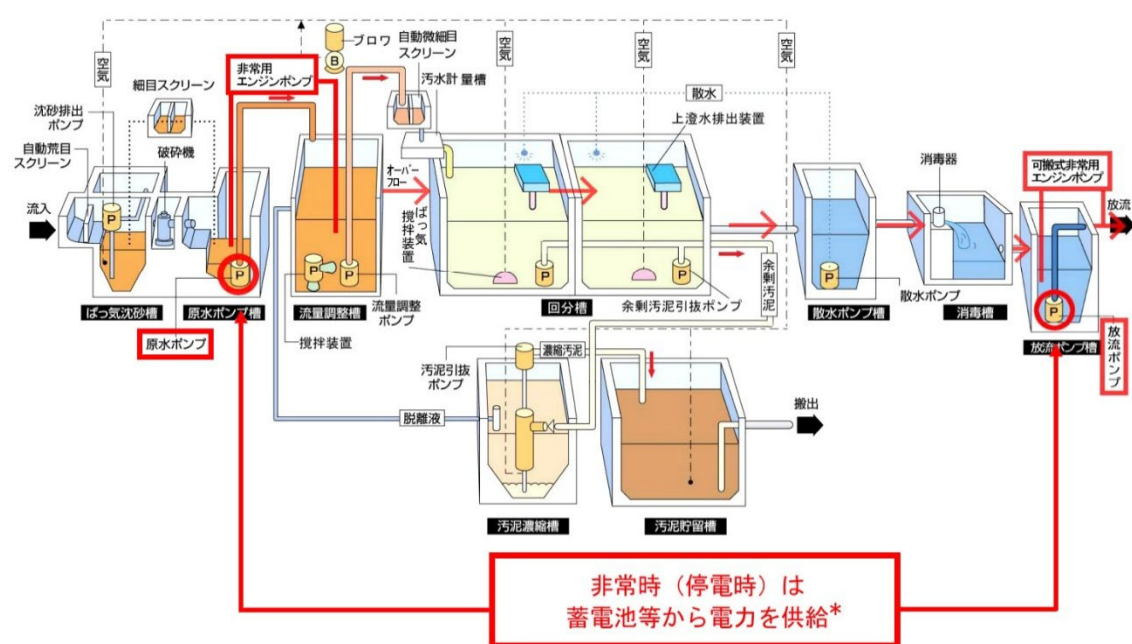 空気
ブロワ
B
自動微細目
スクリーン
空気
空気
非常用
エンジンポンプ
細目スクリーン
汚水計量槽
散水
沈砂排出
ポンプ
上澄水排出装置
破砕機
自動荒目
スクリーン
消毒器
可搬式非常用
エンジンポンプ
オーバー
フロー
流入
放流
P
P
P
P
ばっ気
撹拌装置
P
P
P
P
ばっ気沈砂槽
原水ポンプ槽
流量調整槽
流量調整
ポンプ
回分槽
余剰汚泥引抜ポンプ
余剰汚泥
散水ポンプ
散水ポンプ槽
消毒槽
放流ポンプ槽
放流ポンプ
原水ポンプ
撹拌装置
汚泥引抜
ポンプ
濃縮汚泥
脱離液
搬出
汚泥濃縮槽
汚泥貯留槽
非常時（停電時）は
蓄電池等から電力を供給*